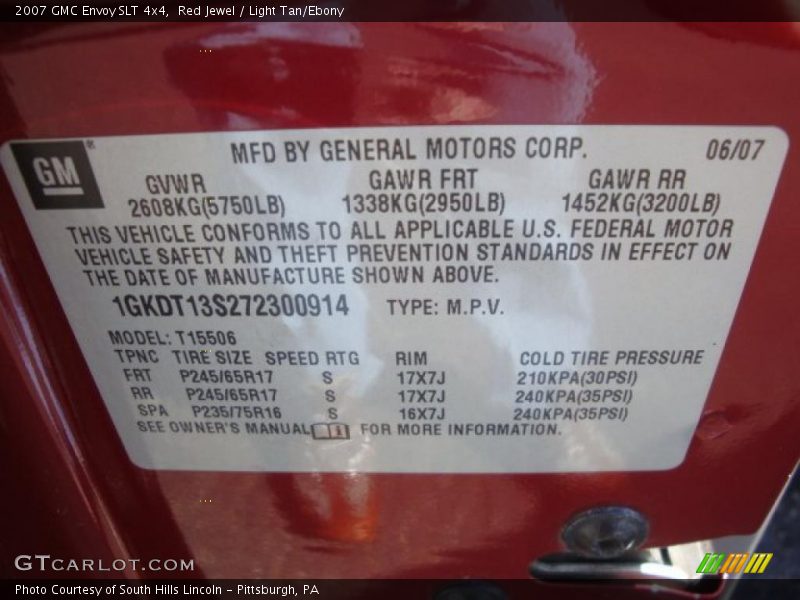 2007 GMC Envoy SLT 4x4,  Red Jewel / Light Tan/Ebony
GM®
MFD BY GENERAL MOTORS CORP. 06/07
GVWR GAWR FRT GAWR RR
2608KG(5750LB) 1338KG(2950LB) 1452KG(3200LB)
THIS VEHICLE CONFORMS TO ALL APPLICABLE U.S. FEDERAL MOTOR
VEHICLE SAFETY AND THEFT PREVENTION STANDARDS IN EFFECT ON
THE DATE OF MANUFACTURE SHOWN ABOVE.
1GKDT13S272300914 TYPE: M.P.V.
MODEL: T15506
TPNC TIRE SIZE SPEED RTG RIM COLD TIRE PRESSURE
FRT P245/65R17 S 17X7J 210KPA(30PSI)
RR P245/65R17 S 17X7J 240KPA(35PSI)
SPA P235/75R16 S 16X7J 240KPA(35PSI)
SEE OWNER'S MANUAL FOR MORE INFORMATION.
GTCARLOT.COM
Photo Courtesy of South Hills Lincoln - Pittsburgh, PA